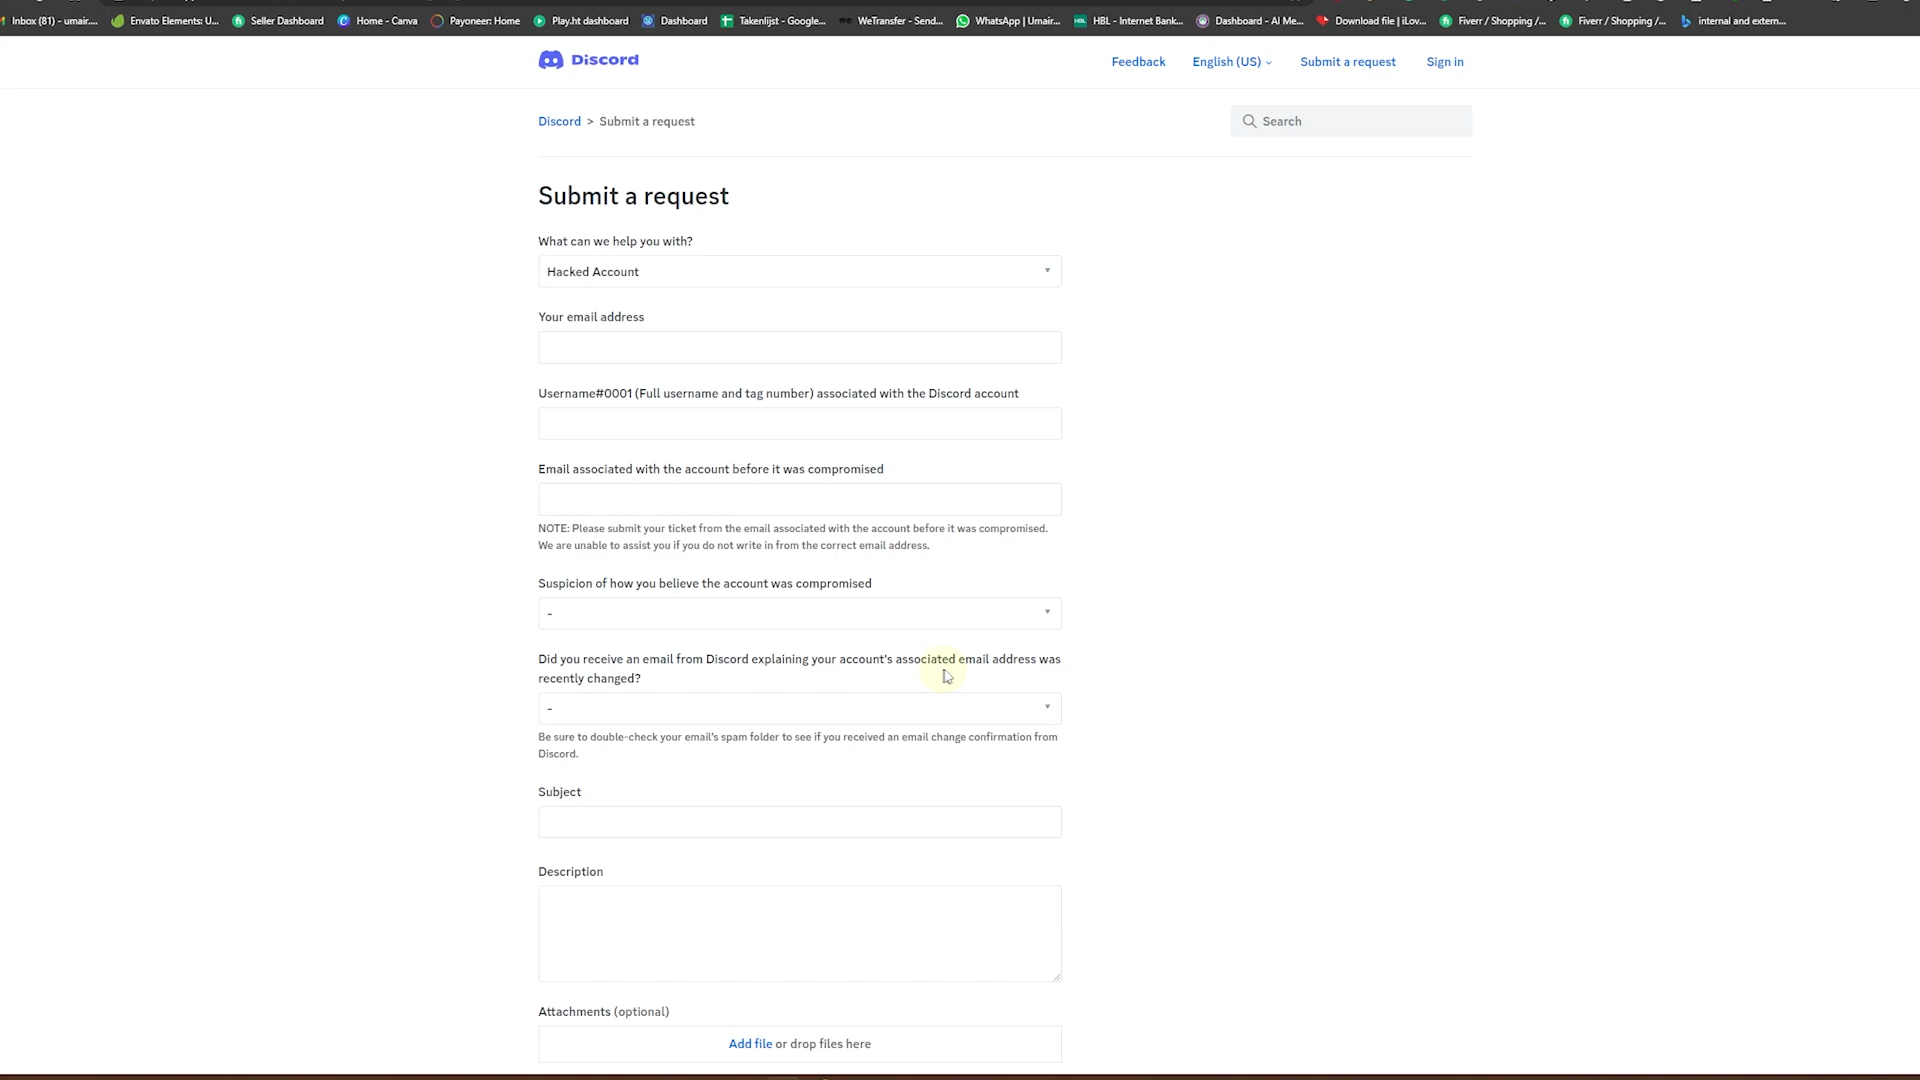 Inbox (81) - umair....
Envato Elements: U...
Seller Dashboard
Home - Canva
Payoneer: Home
Play.ht dashboard
Dashboard
Takenlijst - Google...
WeTransfer - Send...
WhatsApp | Umair...
HBL - Internet Bank...
Dashboard - AI Me...
Download file | iLov...
Fiverr / Shopping /...
Fiverr / Shopping /...
internal and extern...
Discord
Feedback
English (US)
Submit a request
Sign in
Discord > Submit a request
Search
Submit a request
What can we help you with?
Hacked Account
Your email address
Username#0001 (Full username and tag number) associated with the Discord account
Email associated with the account before it was compromised
NOTE: Please submit your ticket from the email associated with the account before it was compromised.
We are unable to assist you if you do not write in from the correct email address.
Suspicion of how you believe the account was compromised
-
Did you receive an email from Discord explaining your account's associated email address was
recently changed?
-
Be sure to double-check your email's spam folder to see if you received an email change confirmation from
Discord.
Subject
Description
Attachments (optional)
Add file or drop files here